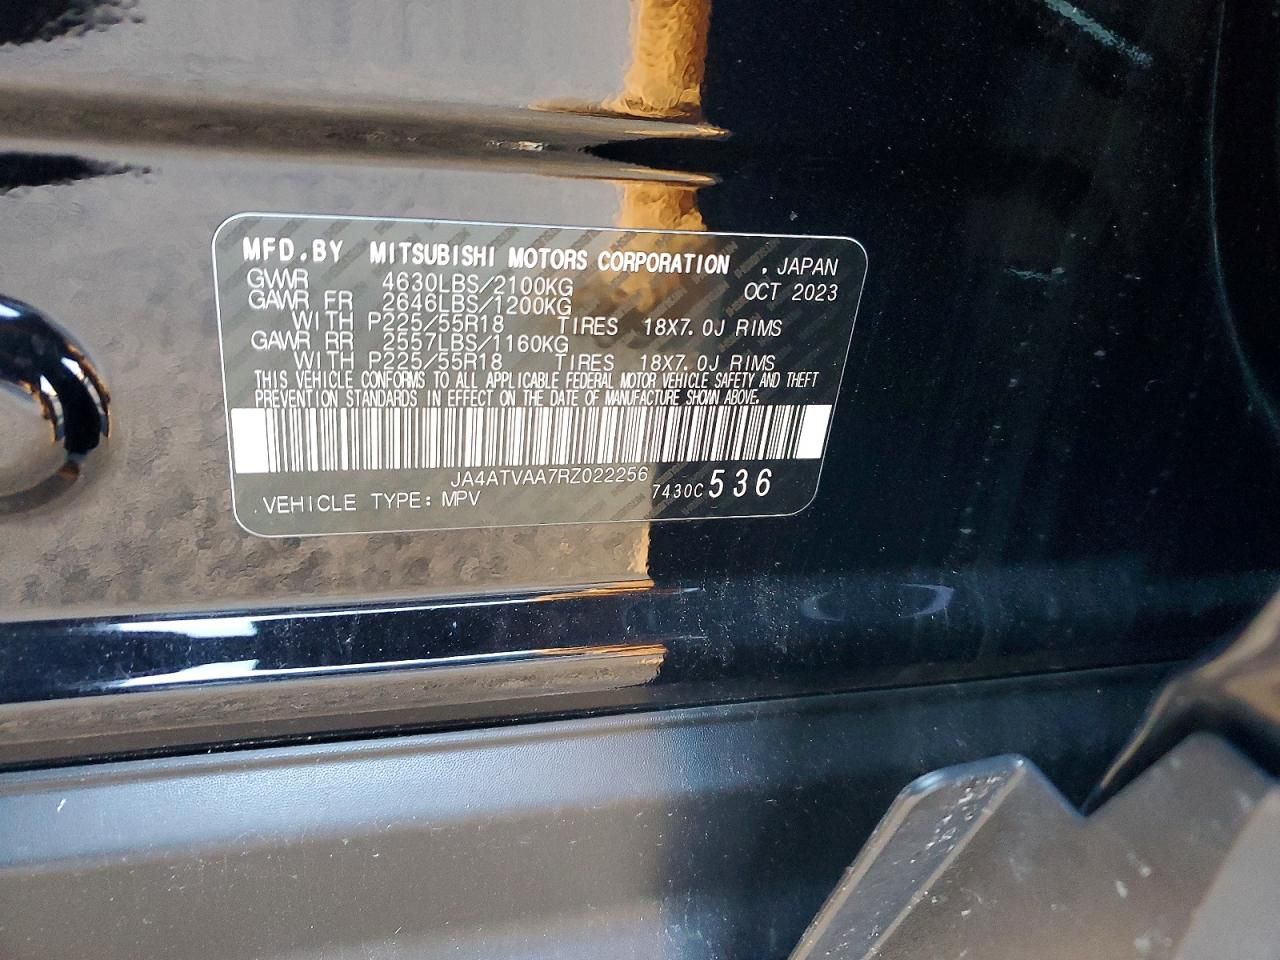 MFD.BY MITSUBISHI MOTORS CORPORATION . JAPAN
GVWR 4630LBS/2100KG OCT 2023
GAWR FR 2646LBS/1200KG
WITH P225/55R18 TIRES 18X7.0J RIMS
GAWR RR 2557LBS/1160KG
WITH P225/55R18 TIRES 18X7.0J RIMS
THIS VEHICLE CONFORMS TO ALL APPLICABLE FEDERAL MOTOR VEHICLE SAFETY AND THEFT
PREVENTION STANDARDS IN EFFECT ON THE DATE OF MANUFACTURE SHOWN ABOVE.
JA4ATVAA7RZ022256
.VEHICLE TYPE: MPV 7430C 536